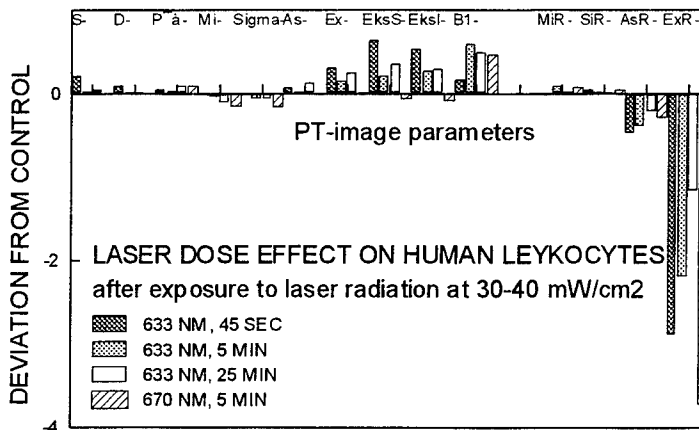 S- D- P à- Mi- Sigma- As- Ex- EksS- EksI- B1- MiR- SiR- AsR- ExR-
0
PT-image parameters
DEVIATION FROM CONTROL
-2
LASER DOSE EFFECT ON HUMAN LEYKOCYTES
after exposure to laser radiation at 30-40 mW/cm2
633 NM, 45 SEC
633 NM, 5 MIN
633 NM, 25 MIN
670 NM, 5 MIN
-4